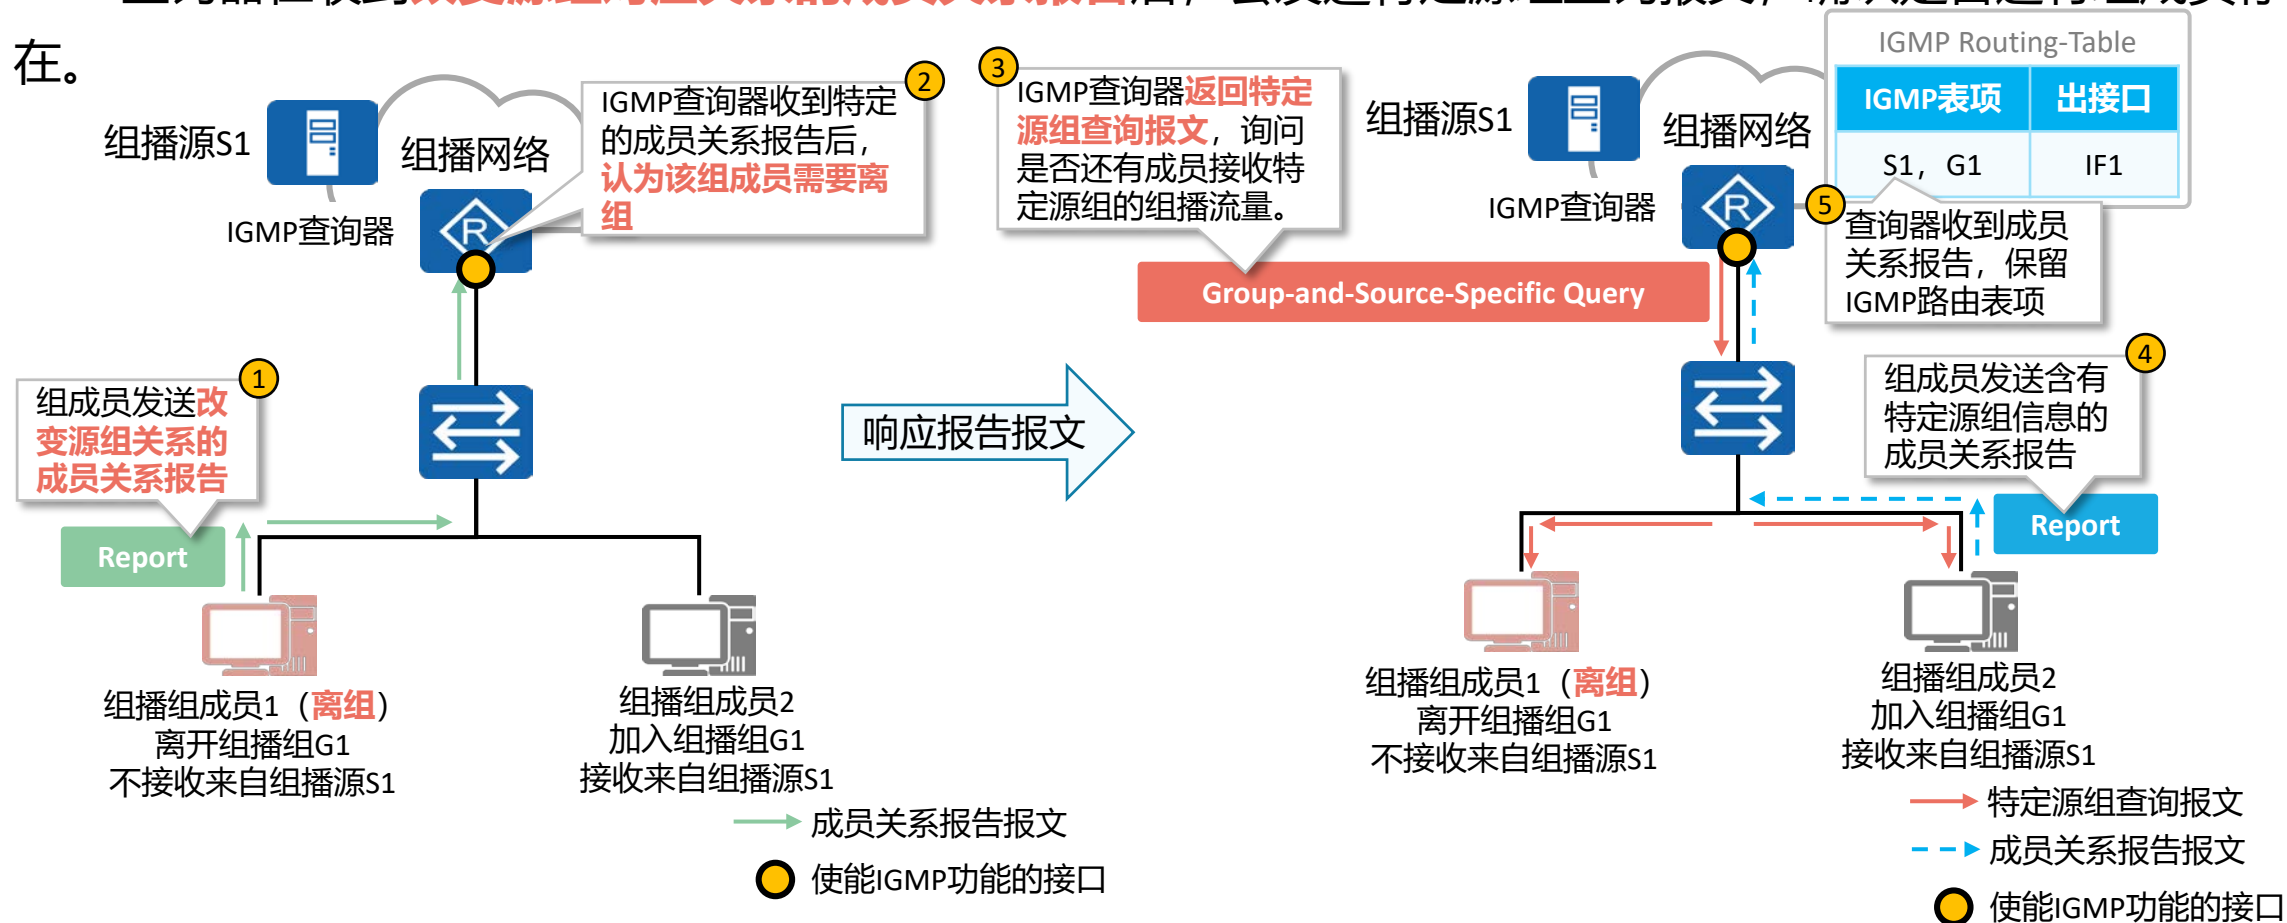 在。
组播源S1
组播网络
IGMP查询器
IGMP查询器收到特定
的成员关系报告后，
认为该组成员需要离
组
2
R
1
组成员发送改
变源组关系的
成员关系报告
Report
组播组成员1（离组）
离开组播组G1
不接收来自组播源S1
组播组成员2
加入组播组G1
接收来自组播源S1
成员关系报告报文
使能IGMP功能的接口
响应报告报文
3
IGMP查询器返回特定
源组查询报文，询问
是否还有成员接收特
定源组的组播流量。
Group-and-Source-Specific Query
组播源S1
组播网络
IGMP查询器
R
IGMP Routing-Table
IGMP表项 出接口
S1，G1 IF1
5
查询器收到成员
关系报告，保留
IGMP路由表项
4
组成员发送含有
特定源组信息的
成员关系报告
Report
组播组成员1（离组）
离开组播组G1
不接收来自组播源S1
组播组成员2
加入组播组G1
接收来自组播源S1
特定源组查询报文
成员关系报告报文
使能IGMP功能的接口